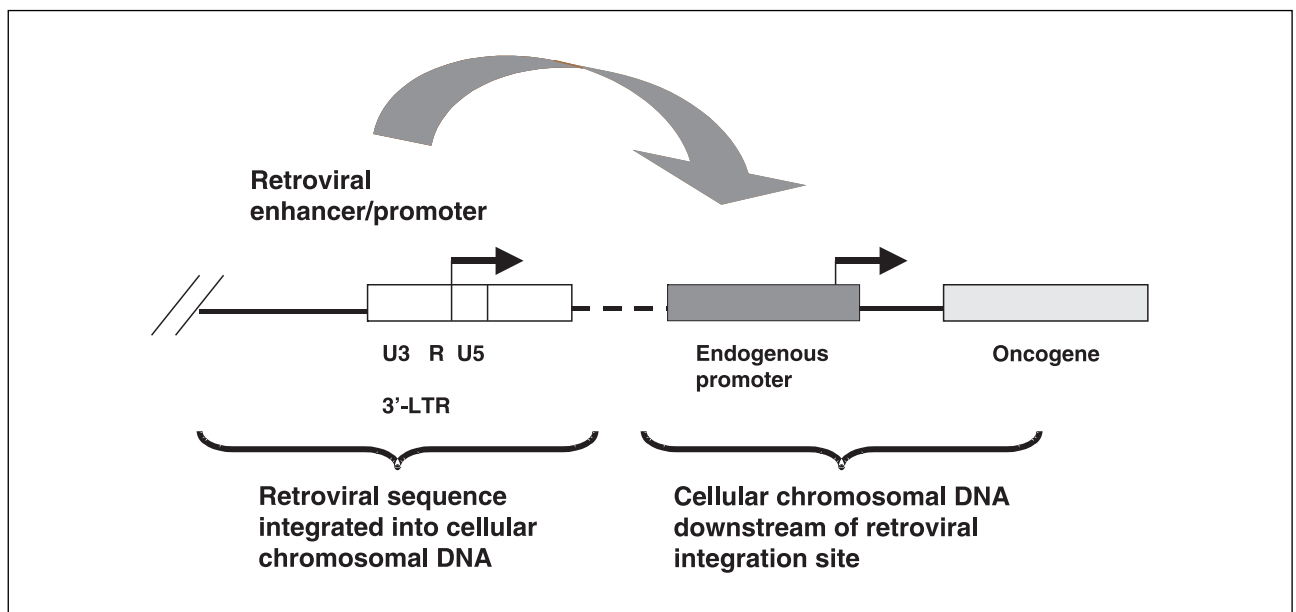 Retroviral
enhancer/promoter
U3 R U5
3'-LTR
Endogenous
promoter
Oncogene
Retroviral sequence
integrated into cellular
chromosomal DNA
Cellular chromosomal DNA
downstream of retroviral
integration site